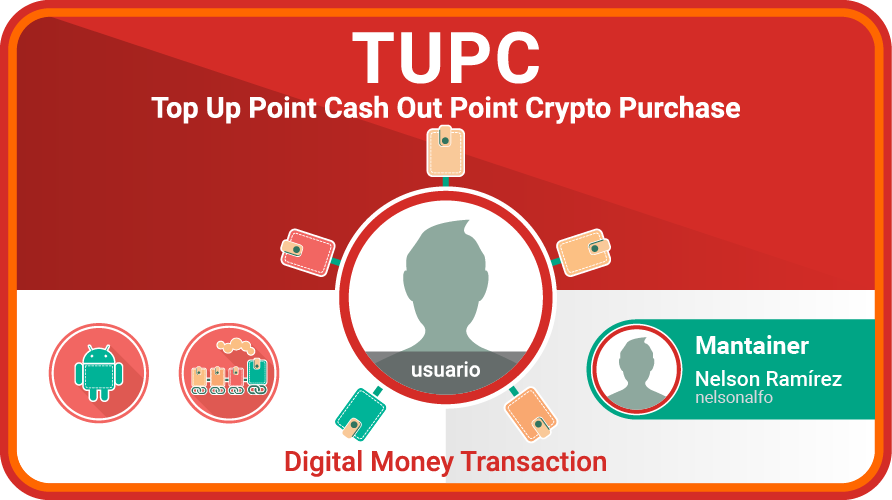 TUPC
Top Up Point Cash Out Point Crypto Purchase
usuario
Mantainer
Nelson Ramírez
nelsonalfo
Digital Money Transaction